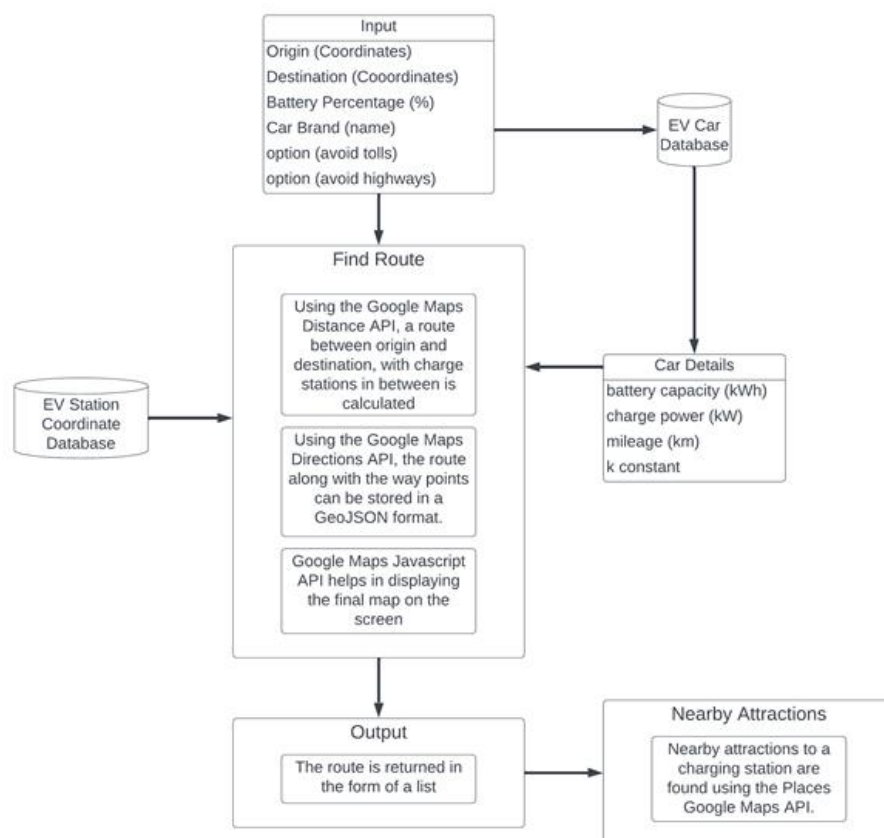 Input
Origin (Coordinates)
Destination (Cooordinates)
Battery Percentage (%)
Car Brand (name)
option (avoid tolls)
option (avoid highways)
EV Car
Database
Find Route
Using the Google Maps
Distance API, a route
between origin and
destination, with charge
stations in between is
calculated
Using the Google Maps
Directions API, the route
along with the way points
can be stored in a
GeoJSON format.
Google Maps Javascript
API helps in displaying
the final map on the
screen
EV Station
Coordinate
Database
Car Details
battery capacity (kWh)
charge power (kW)
mileage (km)
k constant
Output
The route is returned in
the form of a list
Nearby Attractions
Nearby attractions to a
charging station are
found using the Places
Google Maps API.